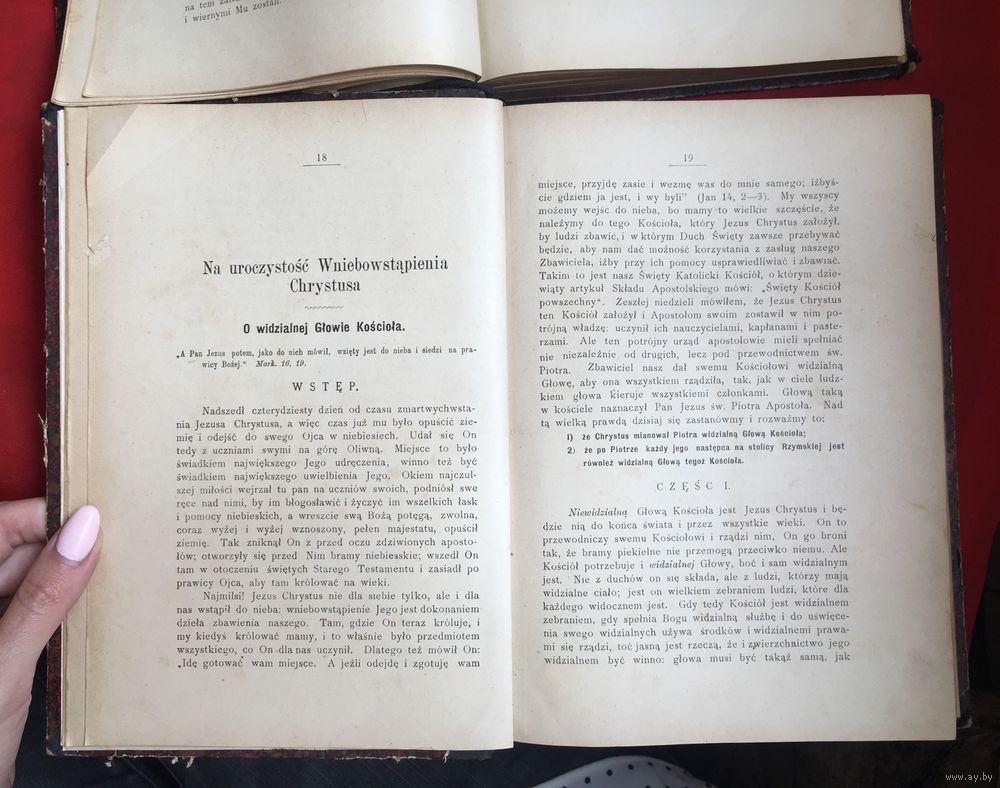 na tem
i wiernymi Mu zostali.
18
Na uroczystość Wniebowstąpienia
Chrystusa
O widzialnej Głowie Kościoła.
„A Pan Jezus potem, jako do nich mówił, wzięty jest do nieba i siedzi na pra-
wicy Bożej.“ Mark. 16, 19.
WSTĘP.
Nadszedł czterydziesty dzień od czasu zmartwychwsta-
nia Jezusa Chrystusa, a więc czas już mu było opuścić zie-
mię i odejść do swego Ojca w niebiesiech. Udał się On
tedy z uczniami swymi na górę Oliwną. Miejsce to było
świadkiem największego Jego udręczenia, winno też być
świadkiem największego uwielbienia Jego. Okiem najczul-
szej miłości wejrzał tu pan na uczniów swoich, podniósł swe
ręce nad nimi, by im błogosławić i życzyć im wszelkich łask
i pomocy niebieskich, a wreszcie swą Bożą potęgą, zwolna,
coraz wyżej i wyżej wznoszony, pełen majestatu, opuścił
ziemię. Tak zniknął On z przed oczu zdziwionych aposto-
łów; otworzyły się przed Nim bramy niebiesskie; wszedł On
tam w otoczeniu świętych Starego Testamentu i zasiadł po
prawicy Ojca, aby tam królować na wieki.
Najmilsi! Jezus Chrystus nie dla siebie tylko, ale i dla
nas wstąpił do nieba: wniebowstąpienie Jego jest dokonaniem
dzieła zbawienia naszego. Tam, gdzie On teraz króluje, i
my kiedyś królować mamy, i to właśnie było przedmiotem
wszystkiego, co On dla nas uczynił. Dlatego też mówił On:
„Idę gotować wam miejsce. A jeżli odejdę i zgotuję wam
19
miejsce, przyjdę zasie i wezmę was do mnie samego; iżbyś-
cie gdziem ja jest, i wy byli” (Jan 14, 2—3). My wszyscy
możemy wejść do nieba, bo mamy to wielkie szczęście, że
należymy do tego Kościoła, który Jezus Chrystus założył,
by ludzi zbawić, i w którym Duch Święty zawsze przebywać
będzie, aby nam dać możność korzystania z zasług naszego
Zbawiciela, iżby przy ich pomocy usprawiedliwiać i zbawiać.
Takim to jest nasz Święty Katolicki Kościół, o którym dzie-
wiąty artykuł Składu Apostolskiego mówi: „Święty Kościół
powszechny“. Zeszłej niedzieli mówiłem, że Jezus Chrystus
ten Kościół założył i Apostołom swoim zostawił w nim po-
trójną władzę: uczynił ich nauczycielami, kapłanami i paste-
rzami. Ale ten potrójny urząd apostołowie mieli spełniać
nie niezależnie od drugich, lecz pod przewodnictwem św.
Piotra. Zbawiciel nasz dał swemu Kościołowi widzialną
Głowę, aby ona wszystkiem rządziła, tak, jak w ciele ludz-
kiem głowa kieruje wszystkiemi członkami. Głową taką
w kościele naznaczył Pan Jezus św. Piotra Apostoła. Nad
tą wielką prawdą dzisiaj się zastanówmy i rozważmy to:
1) że Chrystus mianował Piotra widzialną Głową Kościoła;
2) że po Piotrze każdy jego następca na stolicy Rzymskiej jest
również widzialną Głową tegoż Kościoła.
CZĘŚĆ I.
Niewidzialną Głową Kościoła jest Jezus Chrystus i bę-
dzie nią do końca świata i przez wszystkie wieki. On to
przewodniczy swemu Kościołowi i rządzi nim, On go broni
tak, że bramy piekielne nie przemogą przeciwko niemu. Ale
Kościół potrzebuje i widzialnej Głowy, boć i sam widzialnym
jest. Nie z duchów on się składa, ale z ludzi, którzy mają
widzialne ciało; jest on wielkiem zebraniem ludzi, które dla
każdego widocznem jest. Gdy tedy Kościół jest widzialnem
zebraniem, gdy spełnia Bogu widzialną służbę i do uświęce-
nia swego widzialnych używa środków i widzialnemi prawa-
mi się rządzi, toć jasną jest rzeczą, że i zwierzchnictwo jego
widzialnem być winno: głowa musi być takąż samą, jak
www.ay.by